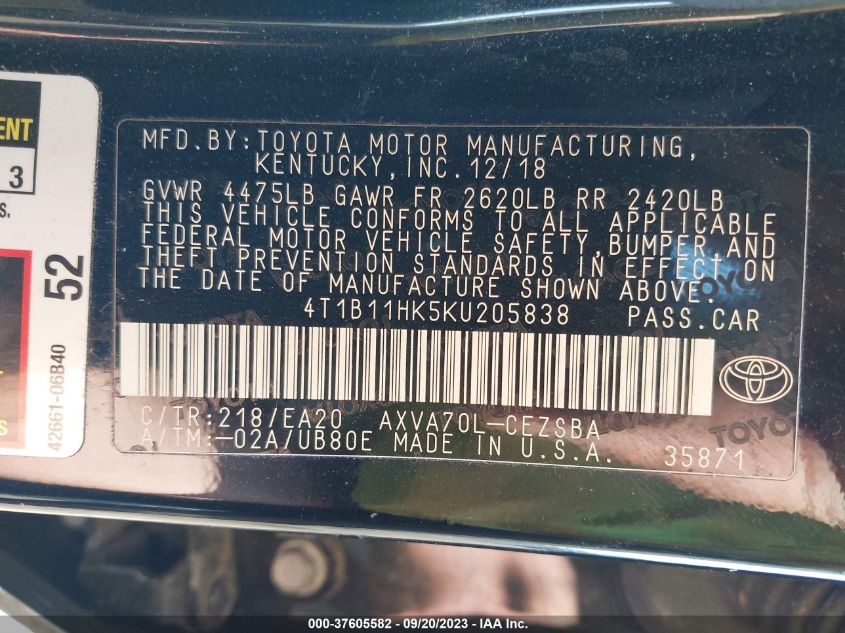 ENT
3
S.
52
42661-06B40
S
MFD.BY:TOYOTA MOTOR MANUFACTURING,
KENTUCKY,INC.12/18
GVWR 4475LB GAWR FR 2620LB RR 2420LB
THIS VEHICLE CONFORMS TO ALL APPLICABLE
FEDERAL MOTOR VEHICLE SAFETY,BUMPER,AND
THEFT PREVENTION STANDARDS IN EFFECT ON
THE DATE OF MANUFACTURE SHOWN ABOVE.
4T1B11HK5KU205838 PASS.CAR
C/TR:218/EA20 AXVA70L-CEZSBA
A/TM:-02A/UB80E MADE IN U.S.A. 35871
TOYOTA
000-37605582 - 09/20/2023 - IAA Inc.